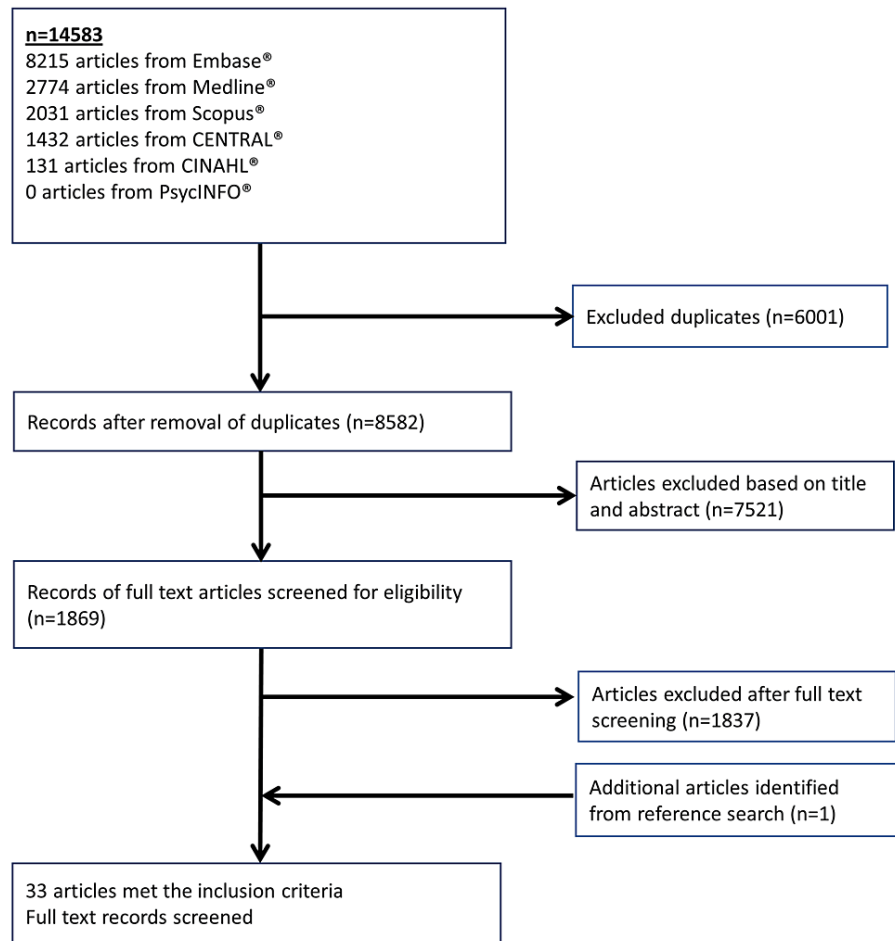 n=14583
8215 articles from Embase®
2774 articles from Medline®
2031 articles from Scopus®
1432 articles from CENTRAL®
131 articles from CINAHL®
0 articles from PsycINFO®
Excluded duplicates (n=6001)
Records after removal of duplicates (n=8582)
Articles excluded based on title
and abstract (n=7521)
Records of full text articles screened for eligibility
(n=1869)
Articles excluded after full text
screening (n=1837)
Additional articles identified
from reference search (n=1)
33 articles met the inclusion criteria
Full text records screened